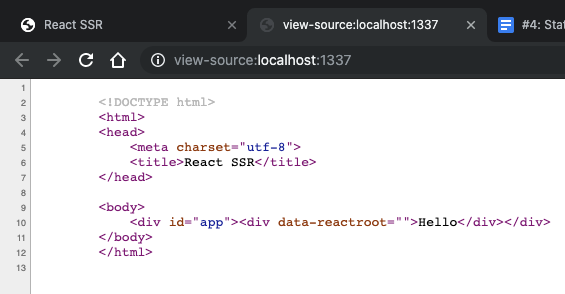 React SSR
view-source:localhost:1337
#4: Stat
view-source:localhost:1337
1
2 <!DOCTYPE html>
3 <html>
4 <head>
5 <meta charset="utf-8">
6 <title>React SSR</title>
7 </head>
8
9 <body>
10 <div id="app"><div data-reactroot="">Hello</div></div>
11 </body>
12 </html>
13